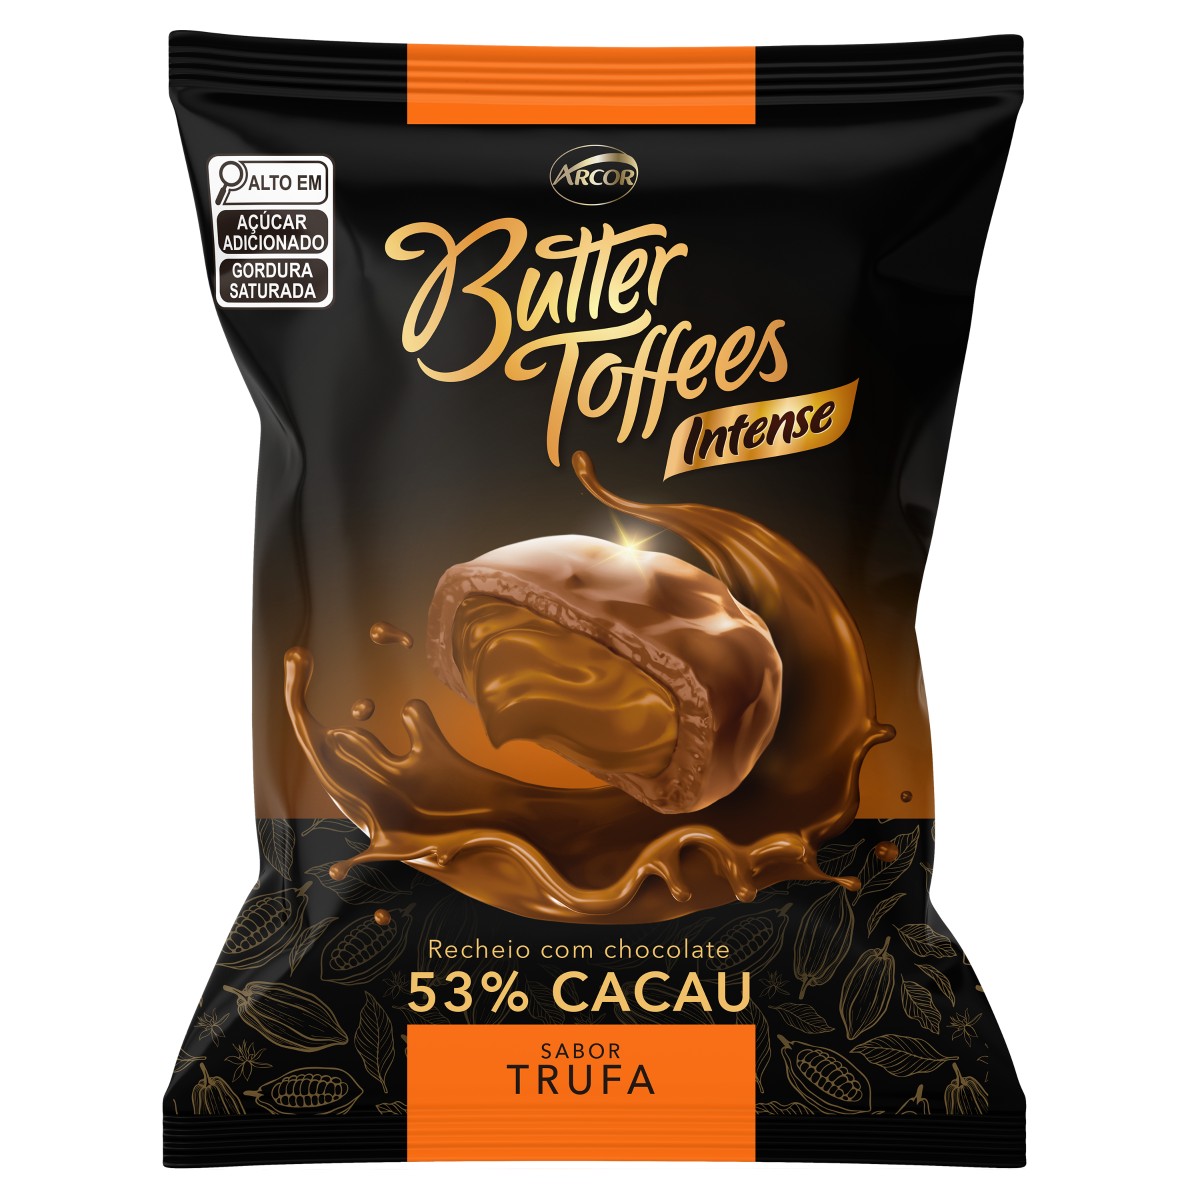 ALTO EM
AÇÚCAR
ADICIONADO
GORDURA
SATURADA
ARCOR
Butter
Toffees
Intense
Recheio com chocolate
53% CACAU
SABOR
TRUFA